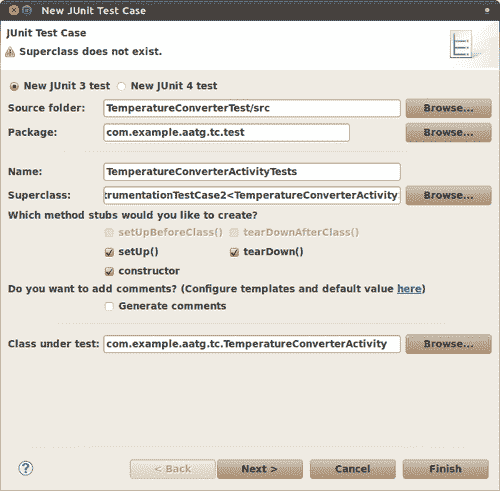 New JUnit Test Case
JUnit Test Case
Superclass does not exist.
New JUnit 3 test New JUnit 4 test
Source folder: TemperatureConverterTest/src Browse...
Package: com.example.aatg.tc.test Browse...
Name: TemperatureConverterActivityTests
Superclass: trumentationTestCase2<TemperatureConverterActivity Browse...
Which method stubs would you like to create?
setUpBeforeClass() tearDownAfterClass()
setUp() tearDown()
constructor
Do you want to add comments? (Configure templates and default value here)
Generate comments
Class under test: com.example.aatg.tc.TemperatureConverterActivity Browse...
? < Back Next > Cancel Finish